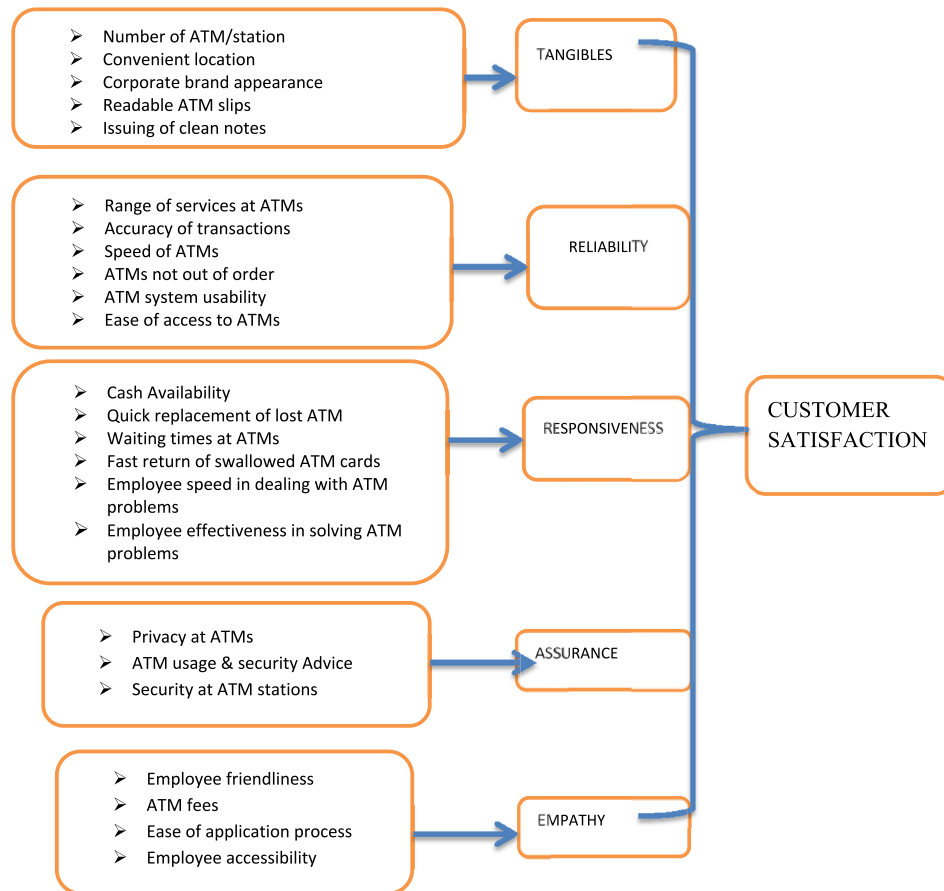 Number of ATM/station
Convenient location
Corporate brand appearance
Readable ATM slips
Issuing of clean notes
TANGIBLES
Range of services at ATMs
Accuracy of transactions
Speed of ATMs
ATMs not out of order
ATM system usability
Ease of access to ATMs
RELIABILITY
Cash Availability
Quick replacement of lost ATM
Waiting times at ATMs
Fast return of swallowed ATM cards
Employee speed in dealing with ATM
problems
Employee effectiveness in solving ATM
problems
RESPONSIVENESS
CUSTOMER
SATISFACTION
Privacy at ATMs
ATM usage & security Advice
Security at ATM stations
ASSURANCE
Employee friendliness
ATM fees
Ease of application process
Employee accessibility
EMPATHY